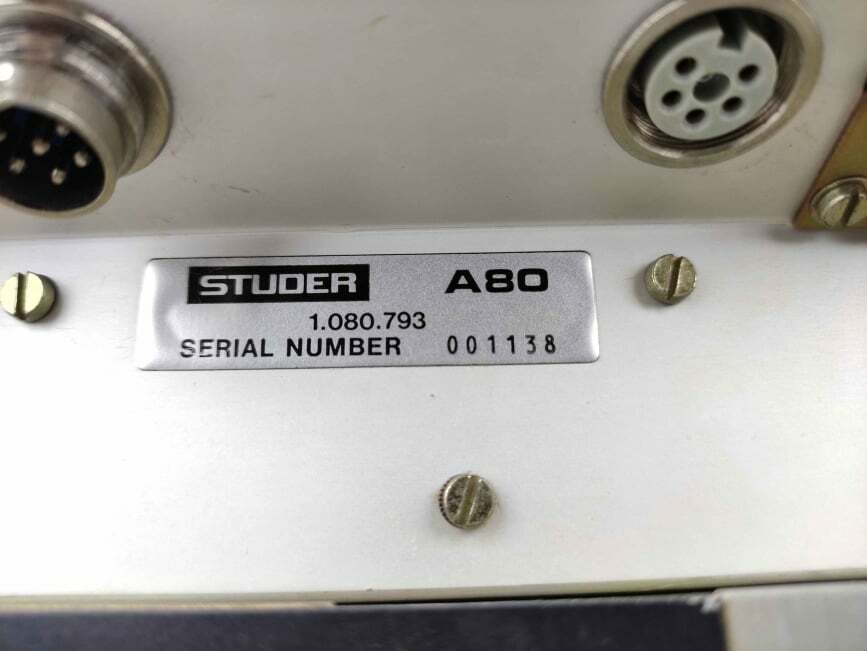 STUDER A80
1.080.793
SERIAL NUMBER 001138